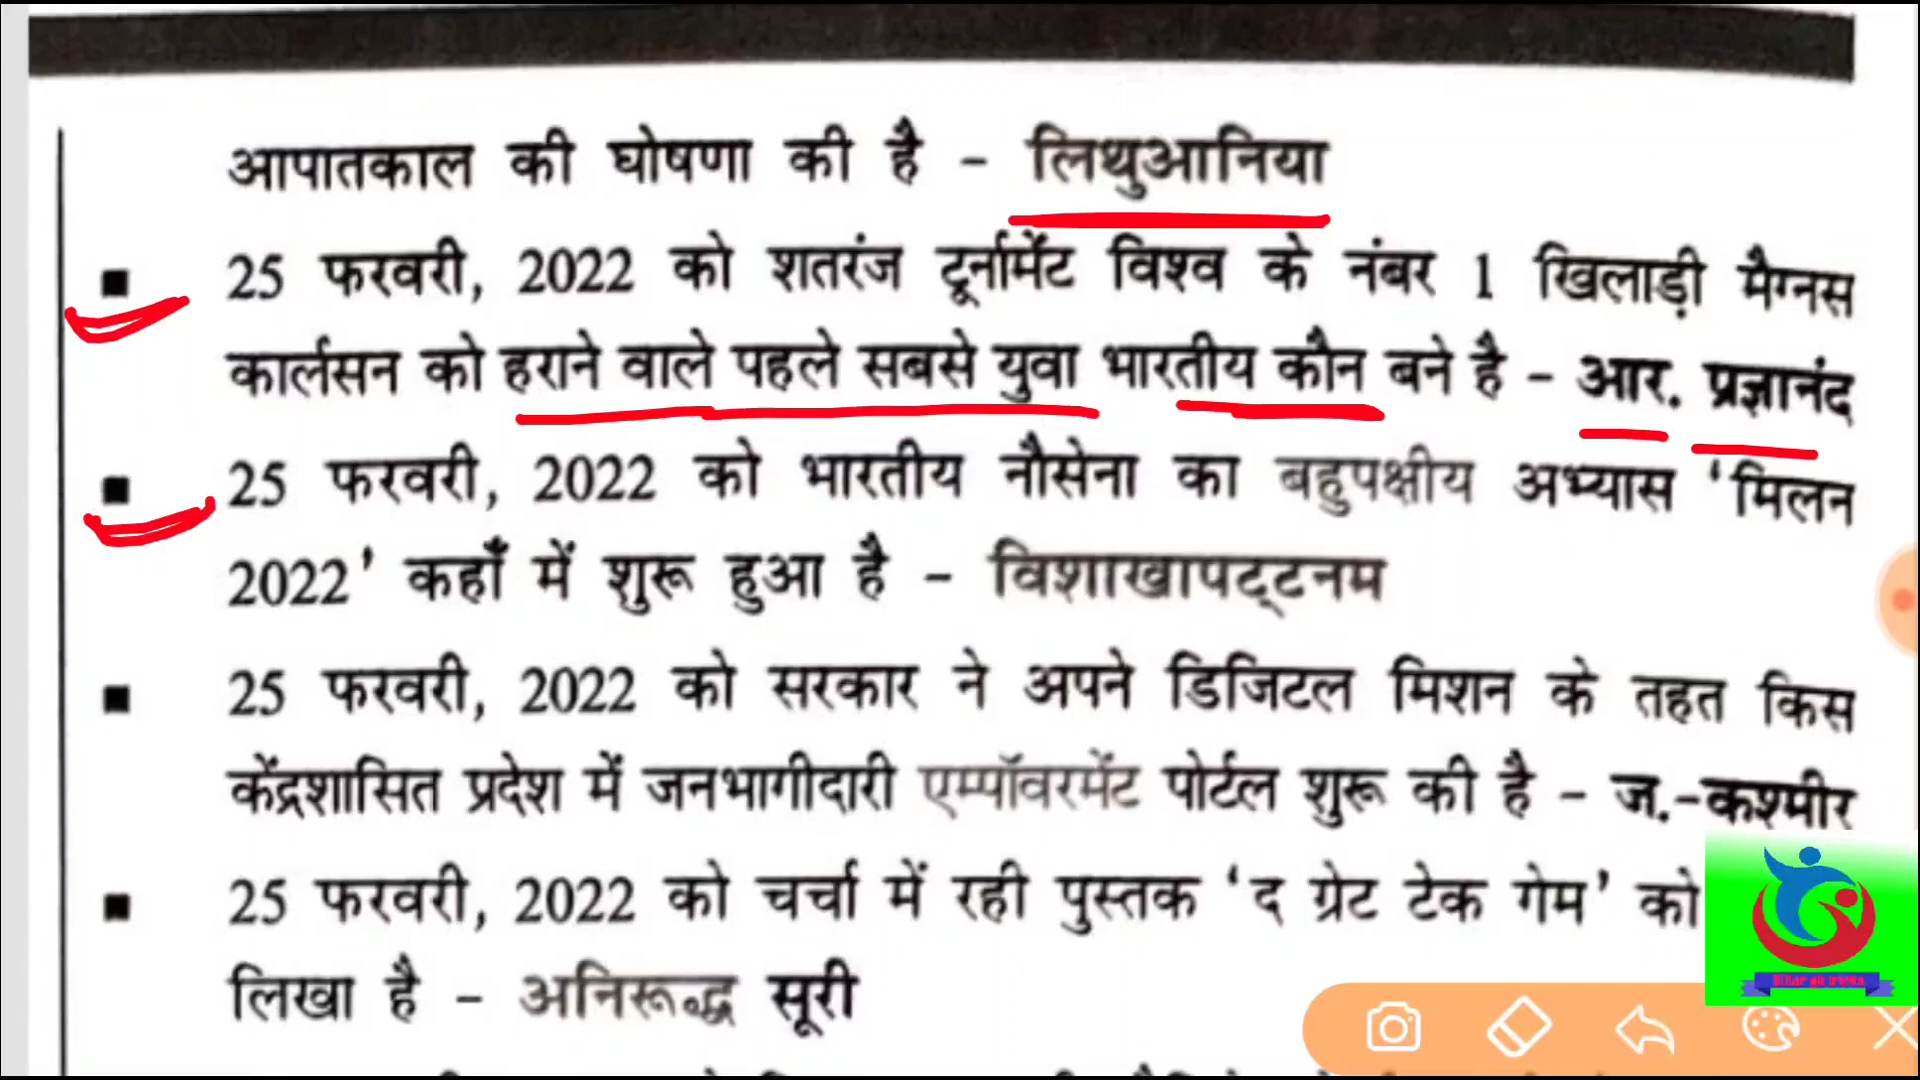 आपातकाल की घोषणा की है - लिथुआनिया
■ 25 फरवरी, 2022 को शतरंज टूर्नामेंट विश्व के नंबर 1 खिलाड़ी मैग्नस
कार्लसन को हराने वाले पहले सबसे युवा भारतीय कौन बने है - आर. प्रज्ञानंद
■ 25 फरवरी, 2022 को भारतीय नौसेना का बहुपक्षीय अभ्यास ‘मिलन
2022’ कहाँ में शुरू हुआ है - विशाखापट्टनम
■ 25 फरवरी, 2022 को सरकार ने अपने डिजिटल मिशन के तहत किस
केंद्रशासित प्रदेश में जनभागीदारी एम्पॉवरमेंट पोर्टल शुरू की है - ज.-कश्मीर
■ 25 फरवरी, 2022 को चर्चा में रही पुस्तक ‘द ग्रेट टेक गेम’ को
लिखा है - अनिरूद्ध सूरी